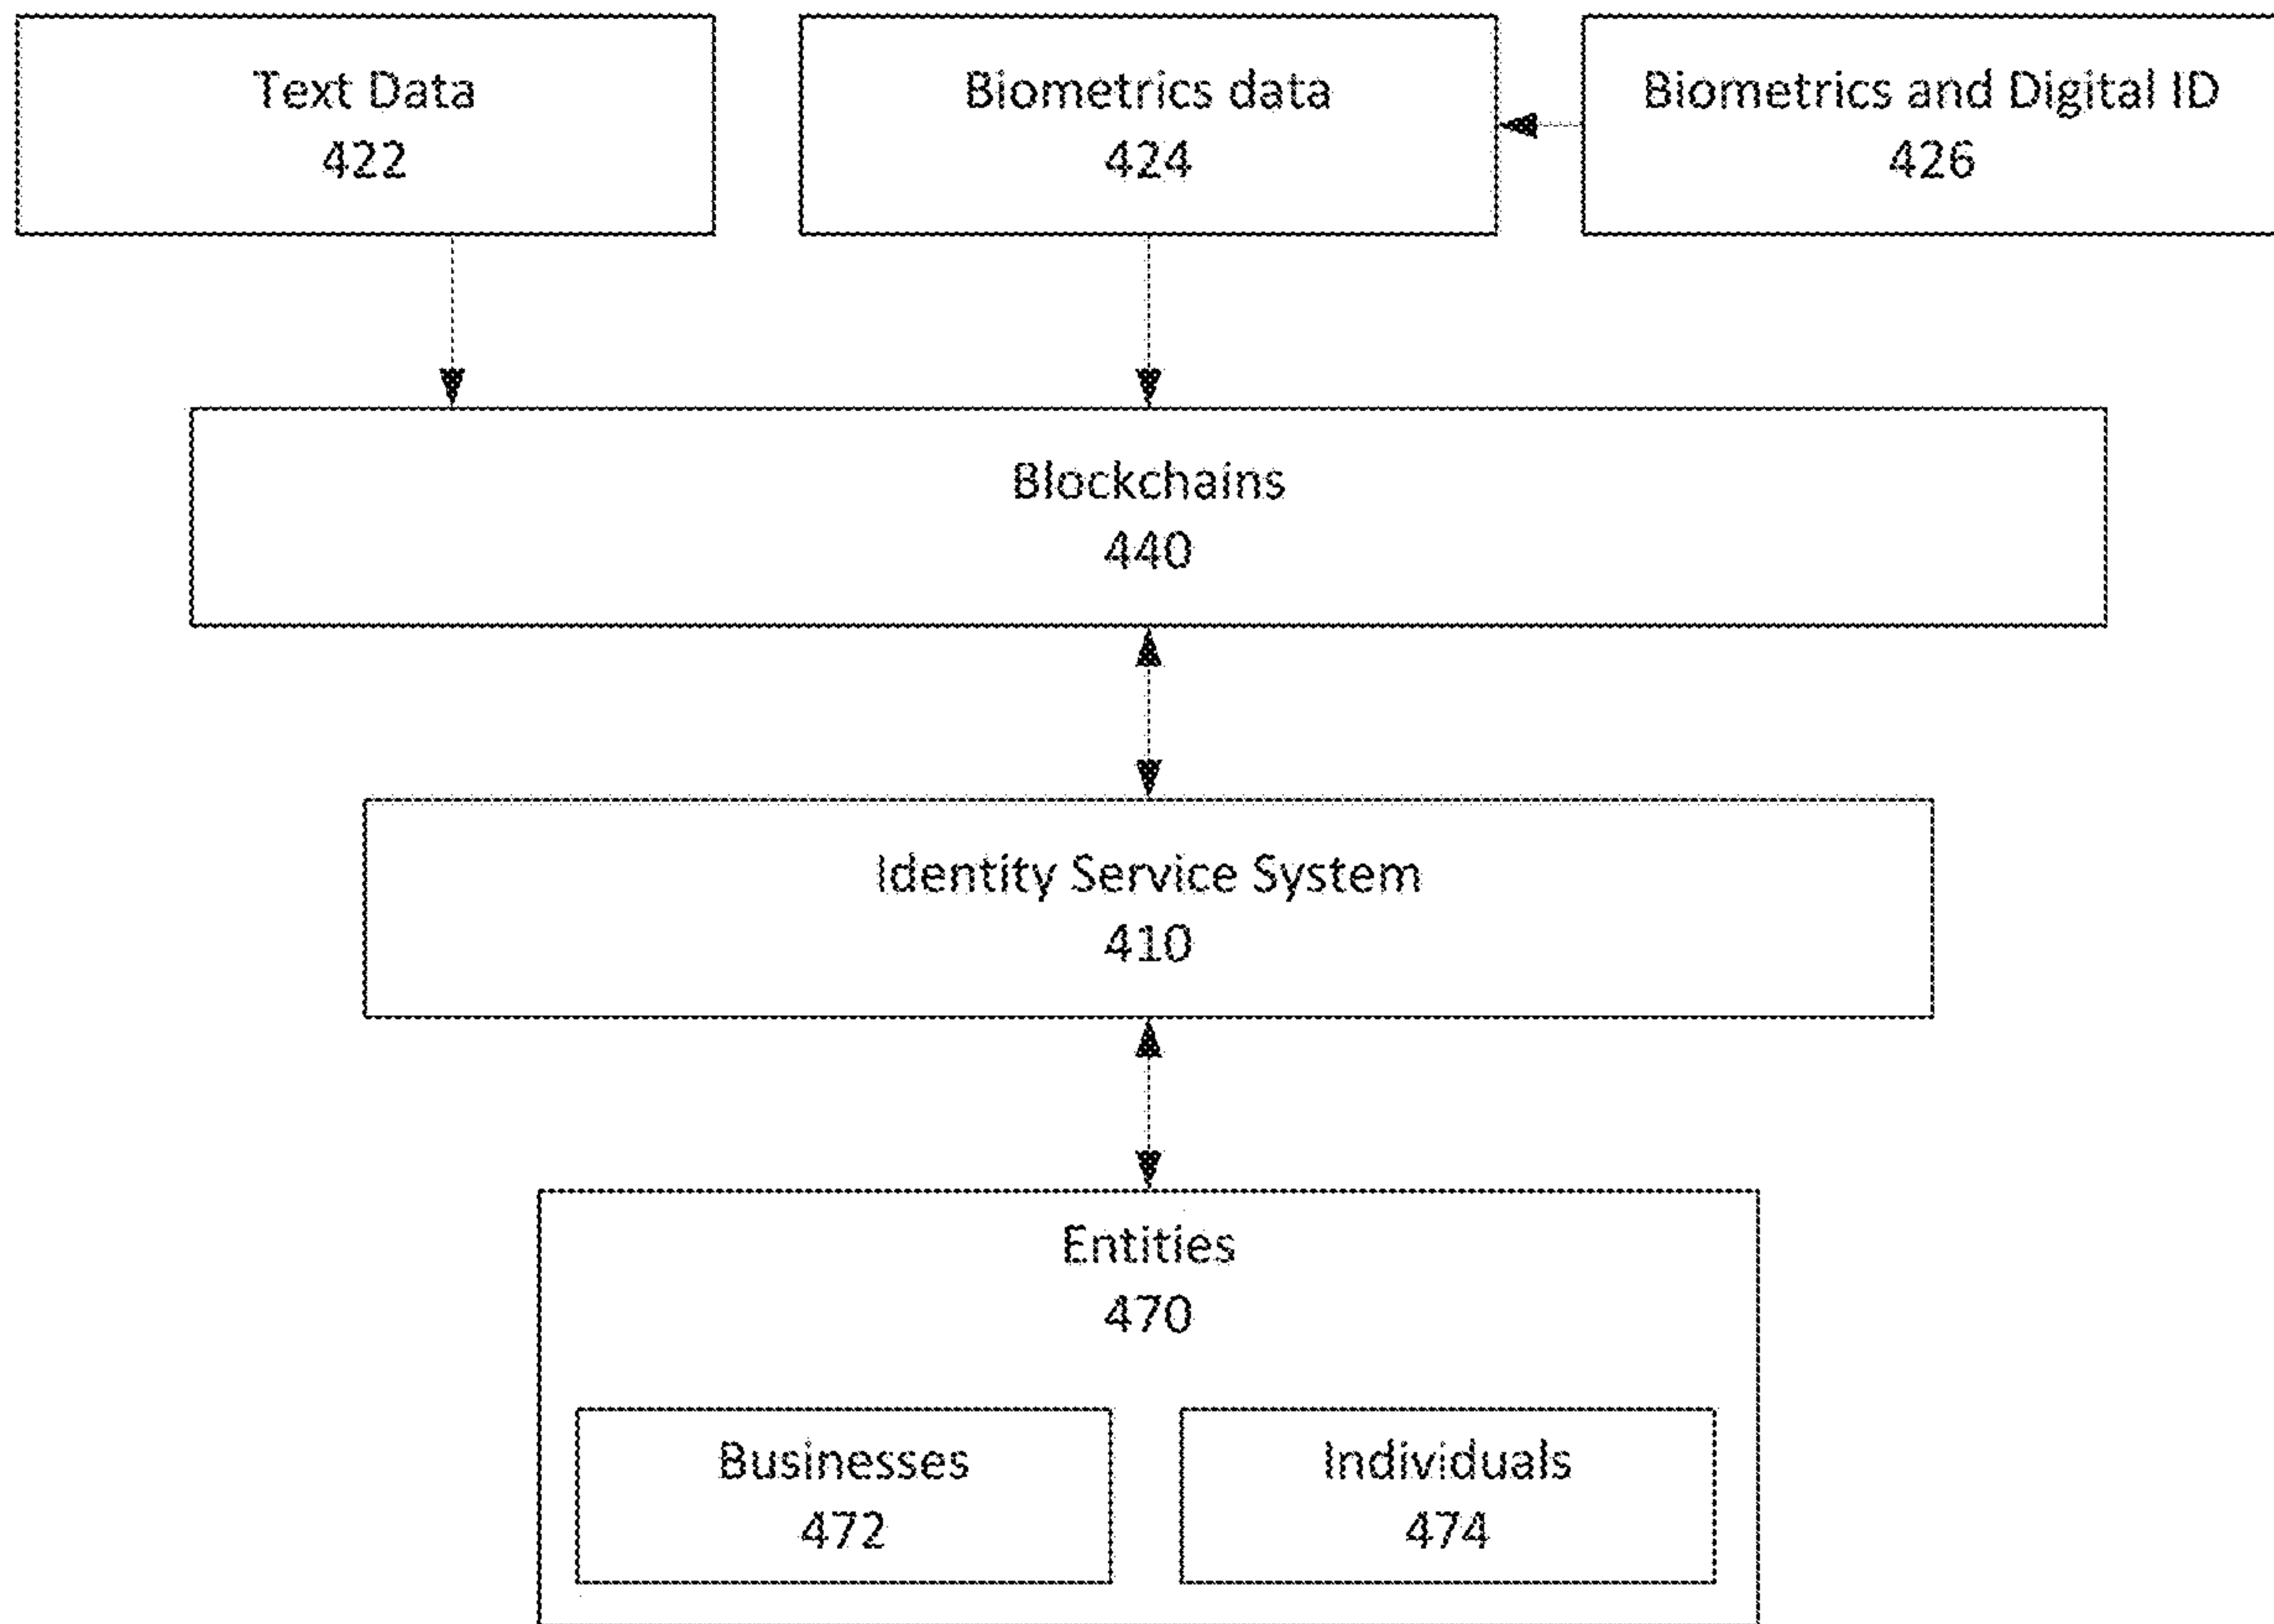 Text Data
422
Biometrics data
424
Biometrics and Digital ID
426
Blockchains
440
Identity Service System
410
Entities
470
Businesses
472
Individuals
474